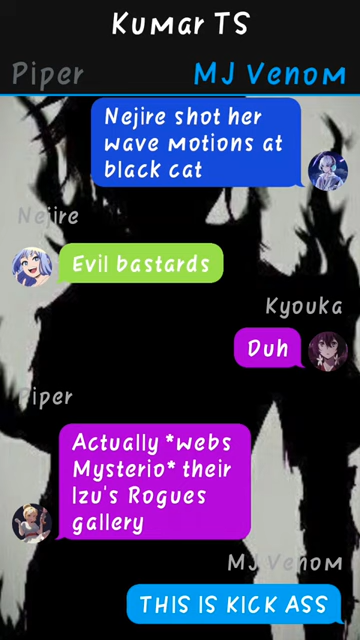 Kumar TS
Piper
MJ Venom
Nejire shot her
wave motions at
black cat
Nejire
Evil bastards
Kyouka
Duh
Piper
Actually *webs
Mysterio* their
Izu's Rogues
gallery
MJ Venom
THIS IS KICK ASS